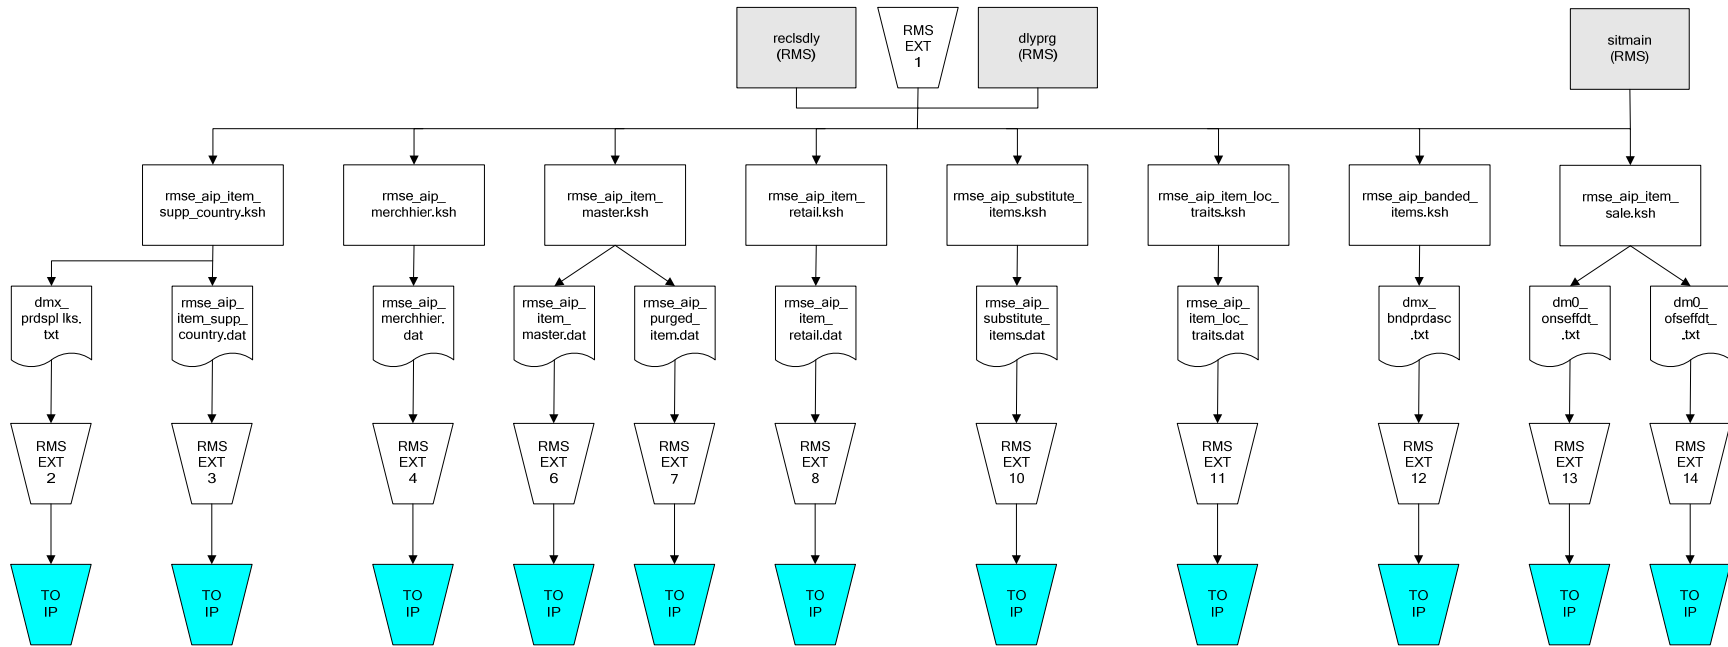 reclsdly
(RMS)
RMS
EXT
1
dlyprg
(RMS)
sitmain
(RMS)
rmse_aip_item_
supp_country.ksh
rmse_aip_
merchhier.ksh
rmse_aip_item_
master.ksh
rmse_aip_item_
retail.ksh
rmse_aip_substitute_
items.ksh
rmse_aip_item_loc_
traits.ksh
rmse_aip_banded_
items.ksh
rmse_aip_item_
sale.ksh
dmx_
prdspllks.
txt
rmse_aip_
item_supp_
country.dat
rmse_aip_
merchhier.
dat
rmse_aip_
item_
master.dat
rmse_aip_
purged_
item.dat
rmse_aip_
item_
retail.dat
rmse_aip_
substitute_
items.dat
rmse_aip_
item_loc_
traits.dat
dmx_
bndprdasc
.txt
dm0_
onseffdt_
.txt
dm0_
ofseffdt_
.txt
RMS
EXT
2
RMS
EXT
3
RMS
EXT
4
RMS
EXT
6
RMS
EXT
7
RMS
EXT
8
RMS
EXT
10
RMS
EXT
11
RMS
EXT
12
RMS
EXT
13
RMS
EXT
14
TO
IP
TO
IP
TO
IP
TO
IP
TO
IP
TO
IP
TO
IP
TO
IP
TO
IP
TO
IP
TO
IP